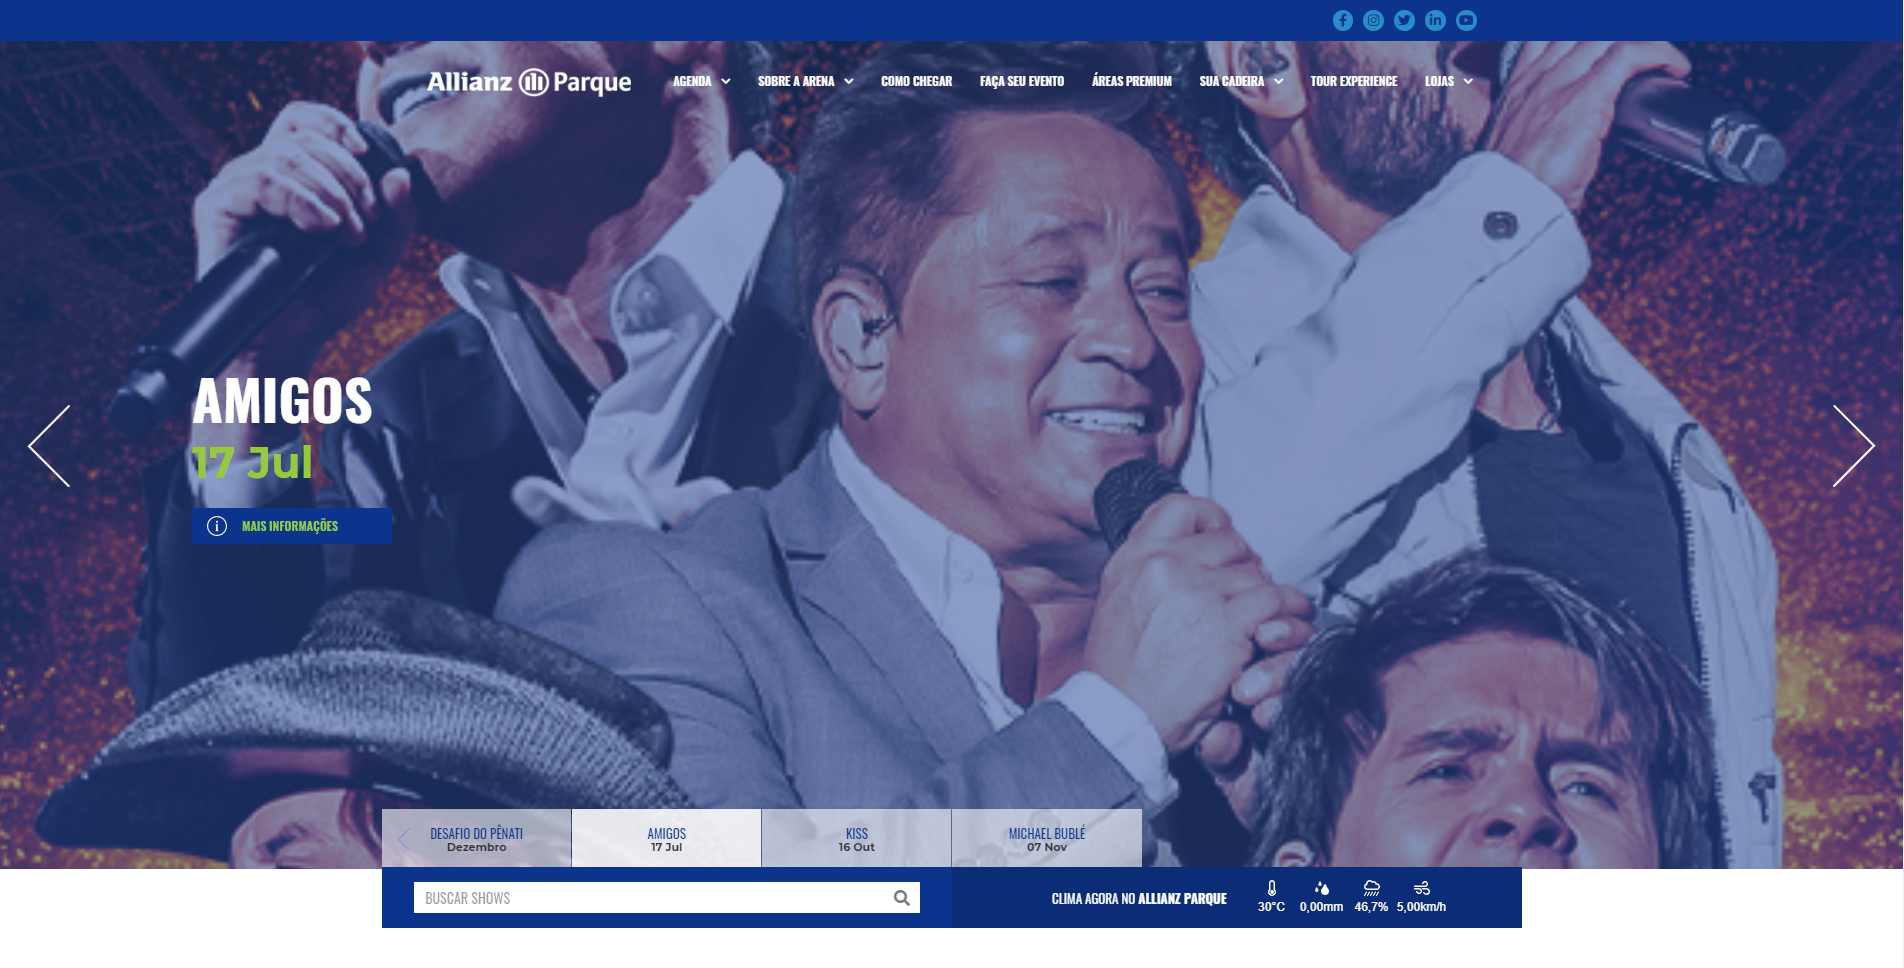 Allianz Parque
AGENDA SOBRE A ARENA COMO CHEGAR FAÇA SEU EVENTO ÁREAS PREMIUM SUA CADEIRA TOUR EXPERIENCE LOJAS
AMIGOS
17 Jul
MAIS INFORMAÇÕES
DESAFIO DO PÊNATI
Dezembro
AMIGOS
17 Jul
KISS
16 Out
MICHAEL BUBLÉ
07 Nov
BUSCAR SHOWS
CLIMA AGORA NO ALLIANZ PARQUE
30°C 0,00mm 46,7% 5,00km/h